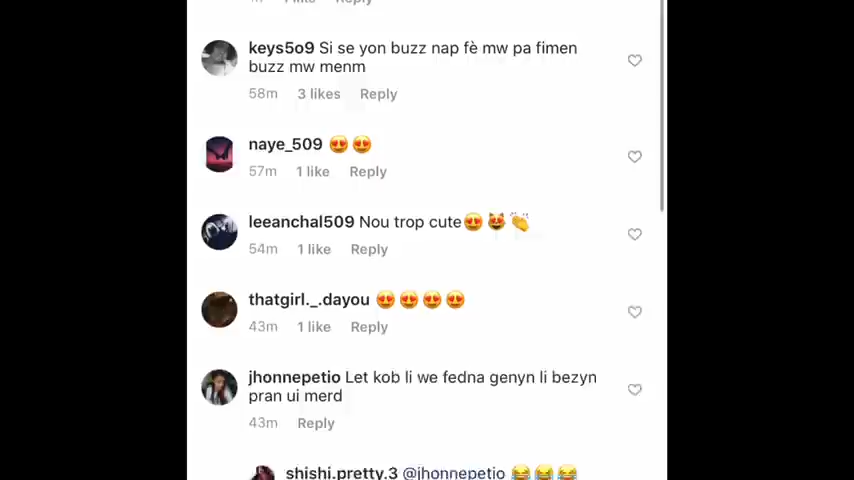 keys5o9 Si se yon buzz nap fè mw pa fimen
buzz mw menm
58m 3 likes Reply
naye_509 😍 😍
57m 1 like Reply
leeanchal509 Nou trop cute😍 😻 👏
54m 1 like Reply
thatgirl._.dayou 😍 😍 😍 😍
43m 1 like Reply
jhonnepetio Let kob li we fedna genyn li bezyn
pran ui merd
43m Reply
shishi.pretty.3 @jhonnepetio 😂 😂 😂